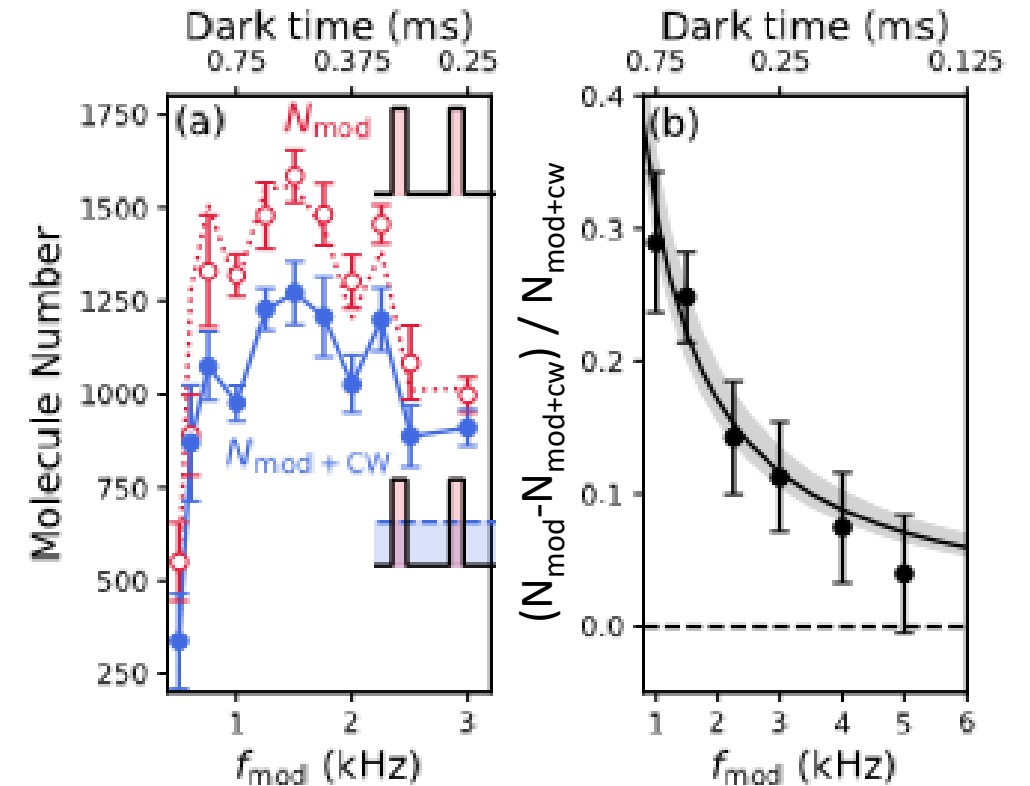 Dark time (ms)
0.75 0.375 0.25
1750
1500
1250
1000
750
500
250
Molecule Number
(a)
N_mod
N_mod+CW
1 2 3
f_mod (kHz)
Dark time (ms)
0.75 0.25 0.125
0.4
0.3
0.2
0.1
0.0
(N_mod-N_mod+cw) / N_mod+cw
(b)
1 2 3 4 5 6
f_mod (kHz)